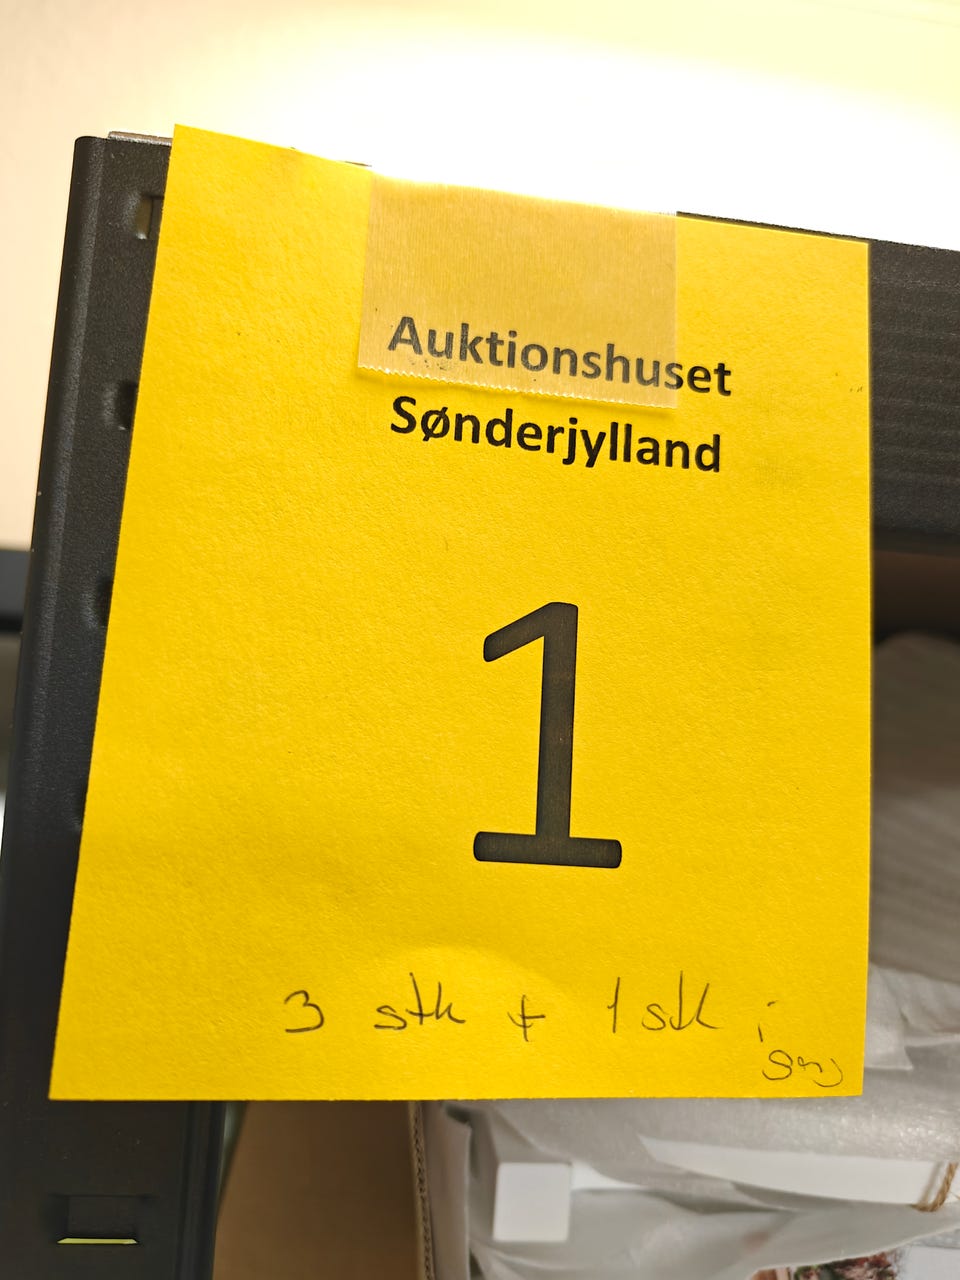 Auktionshuset
Sønderjylland
1
3 stk + 1 stk i